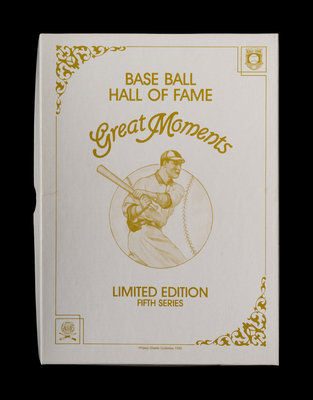 BASE BALL
HALL OF FAME
Great Moments
LIMITED EDITION
FIFTH SERIES